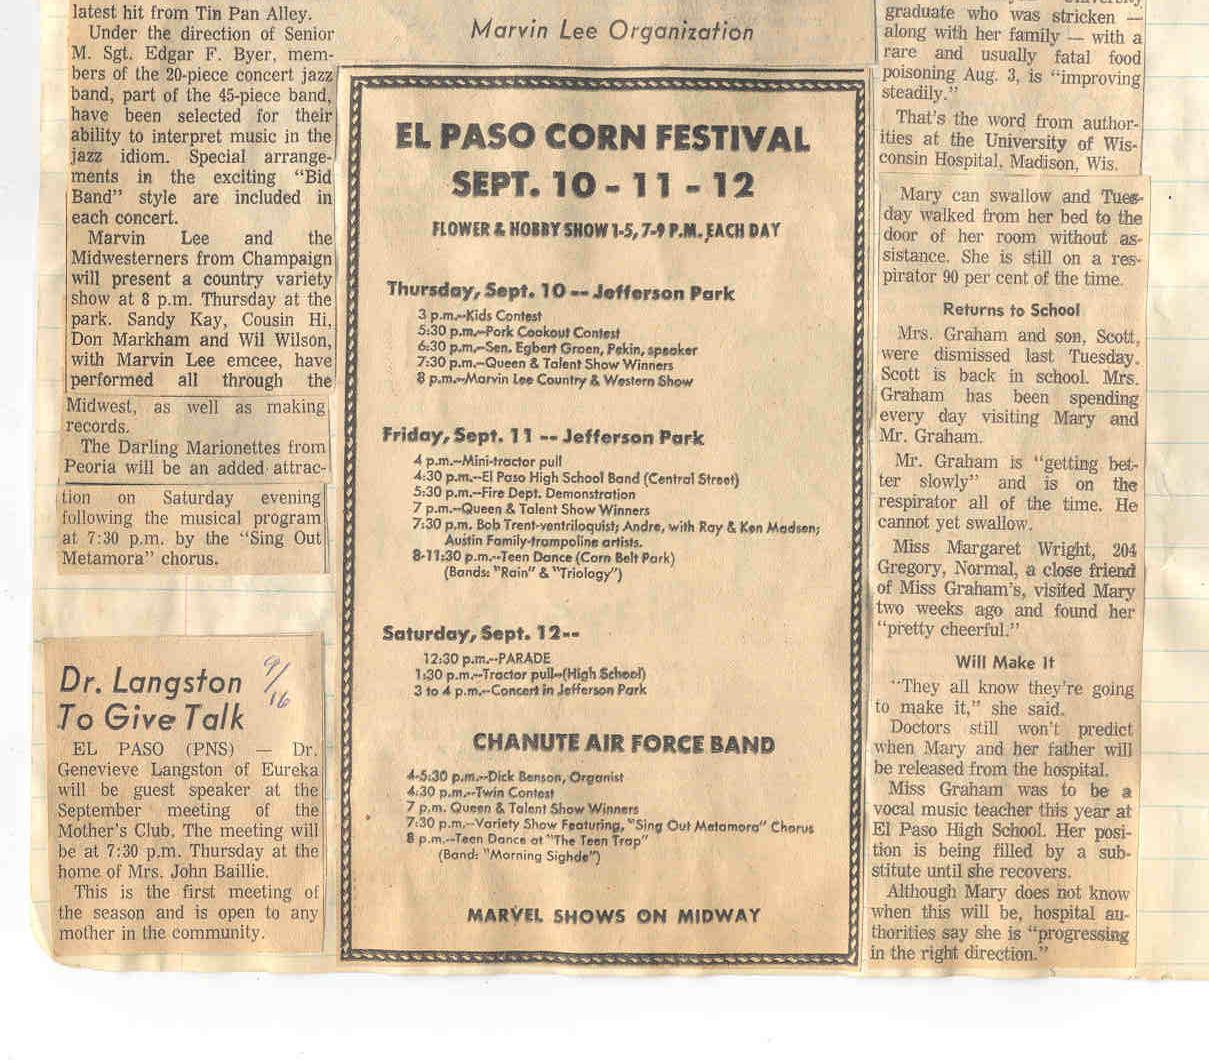 latest hit from Tin Pan Alley.
Under the direction of Senior
M. Sgt. Edgar F. Byer, mem-
bers of the 20-piece concert jazz
band, part of the 45-piece band,
have been selected for their
ability to interpret music in the
jazz idiom. Special arrange-
ments in the exciting “Bid
Band” style are included in
each concert.
Marvin Lee and the
Midwesterners from Champaign
will present a country variety
show at 8 p.m. Thursday at the
park. Sandy Kay, Cousin Hi,
Don Markham and Wil Wilson,
with Marvin Lee emcee, have
performed all through the
Midwest, as well as making
records.
The Darling Marionettes from
Peoria will be an added attrac-
tion on Saturday evening
following the musical program
at 7:30 p.m. by the “Sing Out
Metamora” chorus.
Dr. Langston
To Give Talk
9/16
EL PASO (PNS) — Dr.
Genevieve Langston of Eureka
will be guest speaker at the
September meeting of the
Mother's Club. The meeting will
be at 7:30 p.m. Thursday at the
home of Mrs. John Baillie.
This is the first meeting of
the season and is open to any
mother in the community.
Marvin Lee Organization
EL PASO CORN FESTIVAL
SEPT. 10 - 11 - 12
FLOWER & HOBBY SHOW 1-5, 7-9 P.M. EACH DAY
Thursday, Sept. 10 -- Jefferson Park
3 p.m.--Kids Contest
5:30 p.m.--Pork Cookout Contest
6:30 p.m.--Sen. Egbert Groen, Pekin, speaker
7:30 p.m.--Queen & Talent Show Winners
8 p.m.--Marvin Lee Country & Western Show
Friday, Sept. 11 -- Jefferson Park
4 p.m.--Mini-tractor pull
4:30 p.m.--El Paso High School Band (Central Street)
5:30 p.m.--Fire Dept. Demonstration
7 p.m.--Queen & Talent Show Winners
7:30 p.m. Bob Trent-ventriloquist; Andre, with Ray & Ken Madsen;
Austin Family-trampoline artists.
8-11:30 p.m.--Teen Dance (Corn Belt Park)
(Bands: "Rain" & "Triology")
Saturday, Sept. 12--
12:30 p.m.--PARADE
1:30 p.m.--Tractor pull--(High School)
3 to 4 p.m.--Concert in Jefferson Park
CHANUTE AIR FORCE BAND
4-5:30 p.m.--Dick Benson, Organist
4:30 p.m.--Twin Contest
7 p.m. Queen & Talent Show Winners
7:30 p.m.--Variety Show Featuring, "Sing Out Metamora" Chorus
8 p.m.--Teen Dance at "The Teen Trap"
(Band: "Morning Sighde")
MARVEL SHOWS ON MIDWAY
graduate who was stricken —
along with her family — with a
rare and usually fatal food
poisoning Aug. 3, is “improving
steadily.”
That's the word from author-
ities at the University of Wis-
consin Hospital, Madison, Wis.
Mary can swallow and Tues-
day walked from her bed to the
door of her room without as-
sistance. She is still on a res-
pirator 90 per cent of the time.
Returns to School
Mrs. Graham and son, Scott,
were dismissed last Tuesday.
Scott is back in school. Mrs.
Graham has been spending
every day visiting Mary and
Mr. Graham.
Mr. Graham is “getting bet-
ter slowly” and is on the
respirator all of the time. He
cannot yet swallow.
Miss Margaret Wright, 204
Gregory, Normal, a close friend
of Miss Graham's, visited Mary
two weeks ago and found her
“pretty cheerful.”
Will Make It
“They all know they're going
to make it,” she said.
Doctors still won't predict
when Mary and her father will
be released from the hospital.
Miss Graham was to be a
vocal music teacher this year at
El Paso High School. Her posi-
tion is being filled by a sub-
stitute until she recovers.
Although Mary does not know
when this will be, hospital au-
thorities say she is “progressing
in the right direction.”